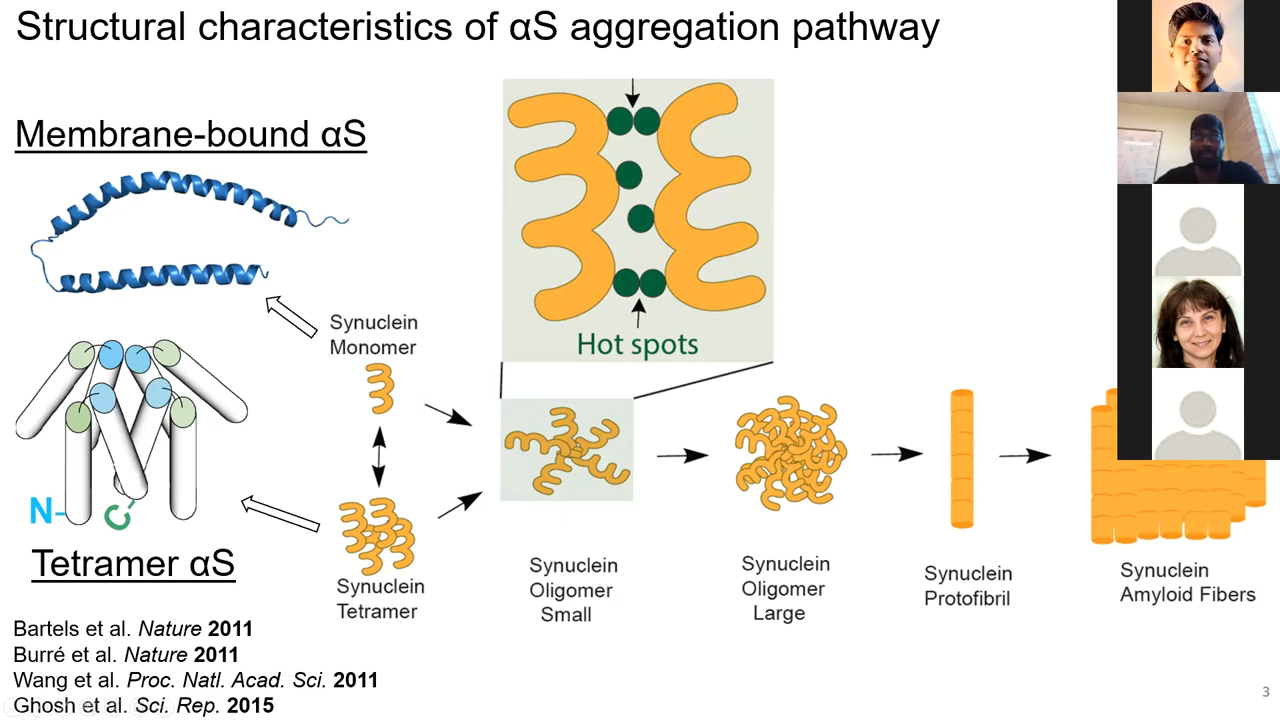 Structural characteristics of αS aggregation pathway
Membrane-bound αS
Hot spots
Synuclein
Monomer
N-
C
Tetramer αS
Synuclein
Tetramer
Synuclein
Oligomer
Small
Synuclein
Oligomer
Large
Synuclein
Protofibril
Synuclein
Amyloid Fibers
Bartels et al. Nature 2011
Burré et al. Nature 2011
Wang et al. Proc. Natl. Acad. Sci. 2011
Ghosh et al. Sci. Rep. 2015
3